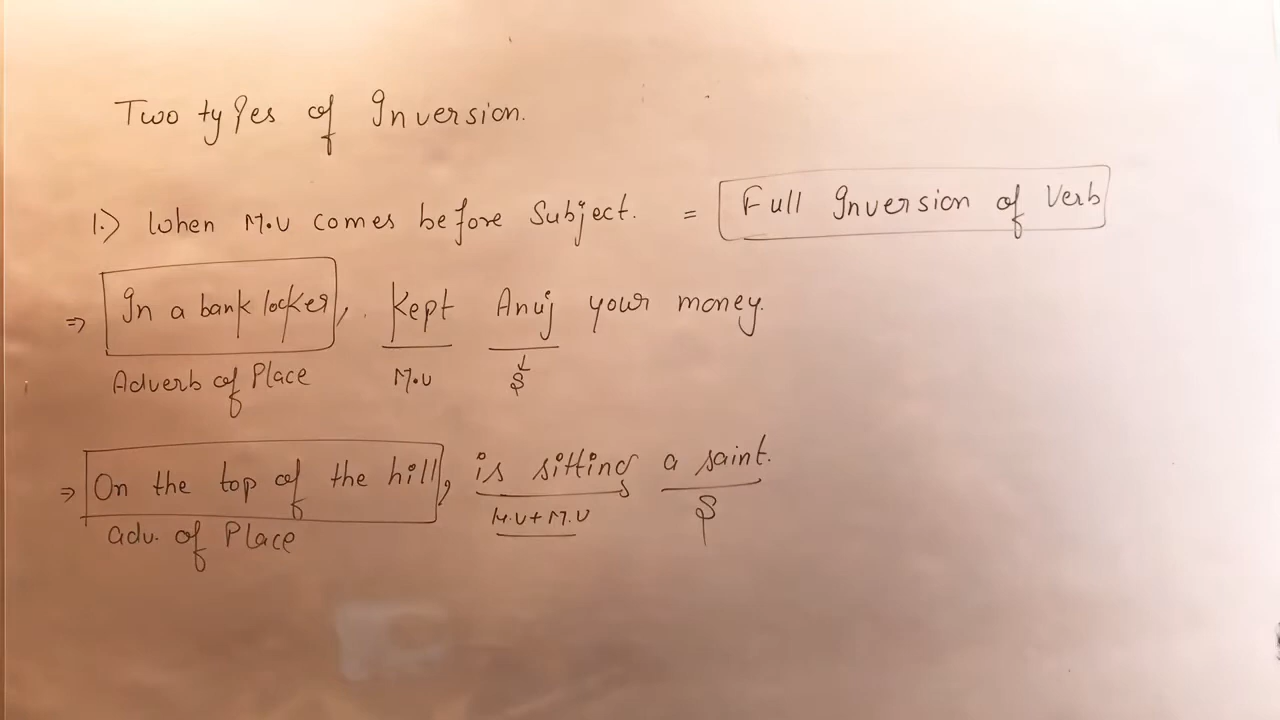 Two types of Inversion.
1.) When M.V comes before Subject. = Full Inversion of Verb
⇒ In a bank locker, Kept Anuj your money.
Adverb of Place M.V ↓ S
⇒ On the top of the hill, is sitting a saint.
H.V + M.V S
adv. of Place